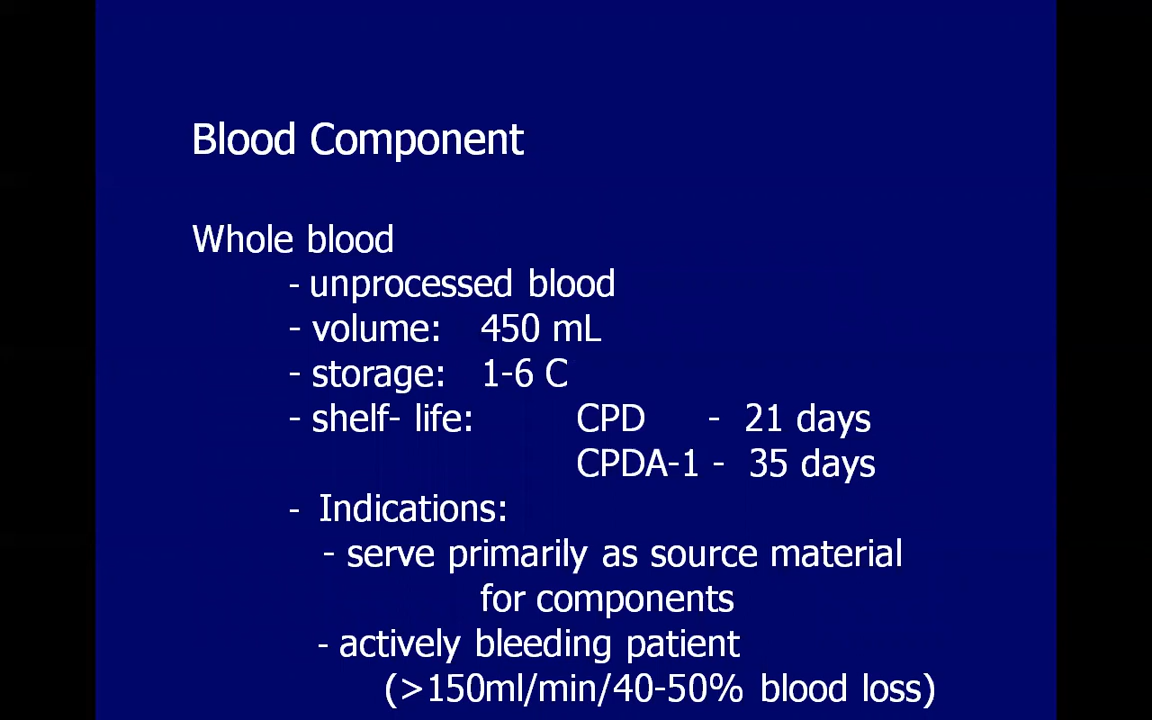 Blood Component
Whole blood
- unprocessed blood
- volume: 450 mL
- storage: 1-6 C
- shelf- life: CPD - 21 days
CPDA-1 - 35 days
- Indications:
- serve primarily as source material
for components
- actively bleeding patient
(>150ml/min/40-50% blood loss)